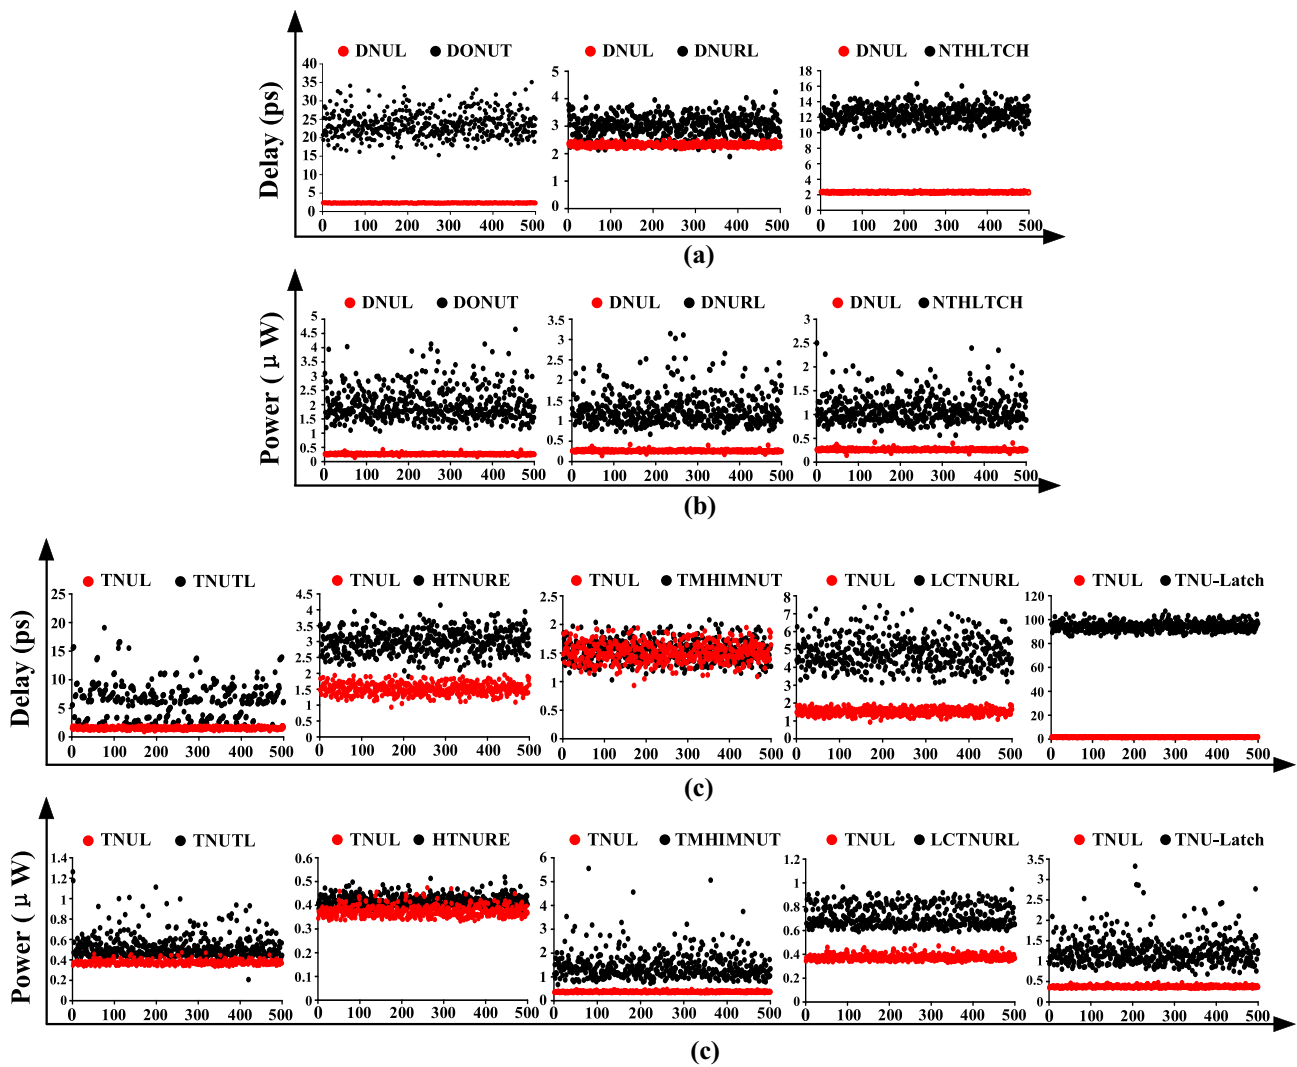 (a)
DNUL DONUT DNUL DNURL DNUL NTHLTCH
Delay (ps)
40 35 30 25 20 15 10 5 0
0 100 200 300 400 500
5 4 3 2 1 0
0 100 200 300 400 500
18 16 14 12 10 8 6 4 2 0
0 100 200 300 400 500
(a)
DNUL DONUT DNUL DNURL DNUL NTHLTCH
Power ( μ W)
5 4.5 4 3.5 3 2.5 2 1.5 1 0.5 0
0 100 200 300 400 500
3.5 3 2.5 2 1.5 1 0.5 0
0 100 200 300 400 500
3 2.5 2 1.5 1 0.5 0
0 100 200 300 400 500
(b)
TNUL TNUTL TNUL HTNURE TNUL TMHIMNUT TNUL LCTNURL TNUL TNU-Latch
Delay (ps)
25 20 15 10 5 0
0 100 200 300 400 500
4.5 4 3.5 3 2.5 2 1.5 1 0.5 0
0 100 200 300 400 500
2.5 2 1.5 1 0.5 0
0 100 200 300 400 500
8 7 6 5 4 3 2 1 0
0 100 200 300 400 500
120 100 80 60 40 20 0
0 100 200 300 400 500
(c)
TNUL TNUTL TNUL HTNURE TNUL TMHIMNUT TNUL LCTNURL TNUL TNU-Latch
Power ( μ W)
1.4 1.2 1 0.8 0.6 0.4 0.2 0
0 100 200 300 400 500
0.6 0.5 0.4 0.3 0.2 0.1 0
0 100 200 300 400 500
6 5 4 3 2 1 0
0 100 200 300 400 500
1.2 1 0.8 0.6 0.4 0.2 0
0 100 200 300 400 500
3.5 3 2.5 2 1.5 1 0.5 0
0 100 200 300 400 500
(c)